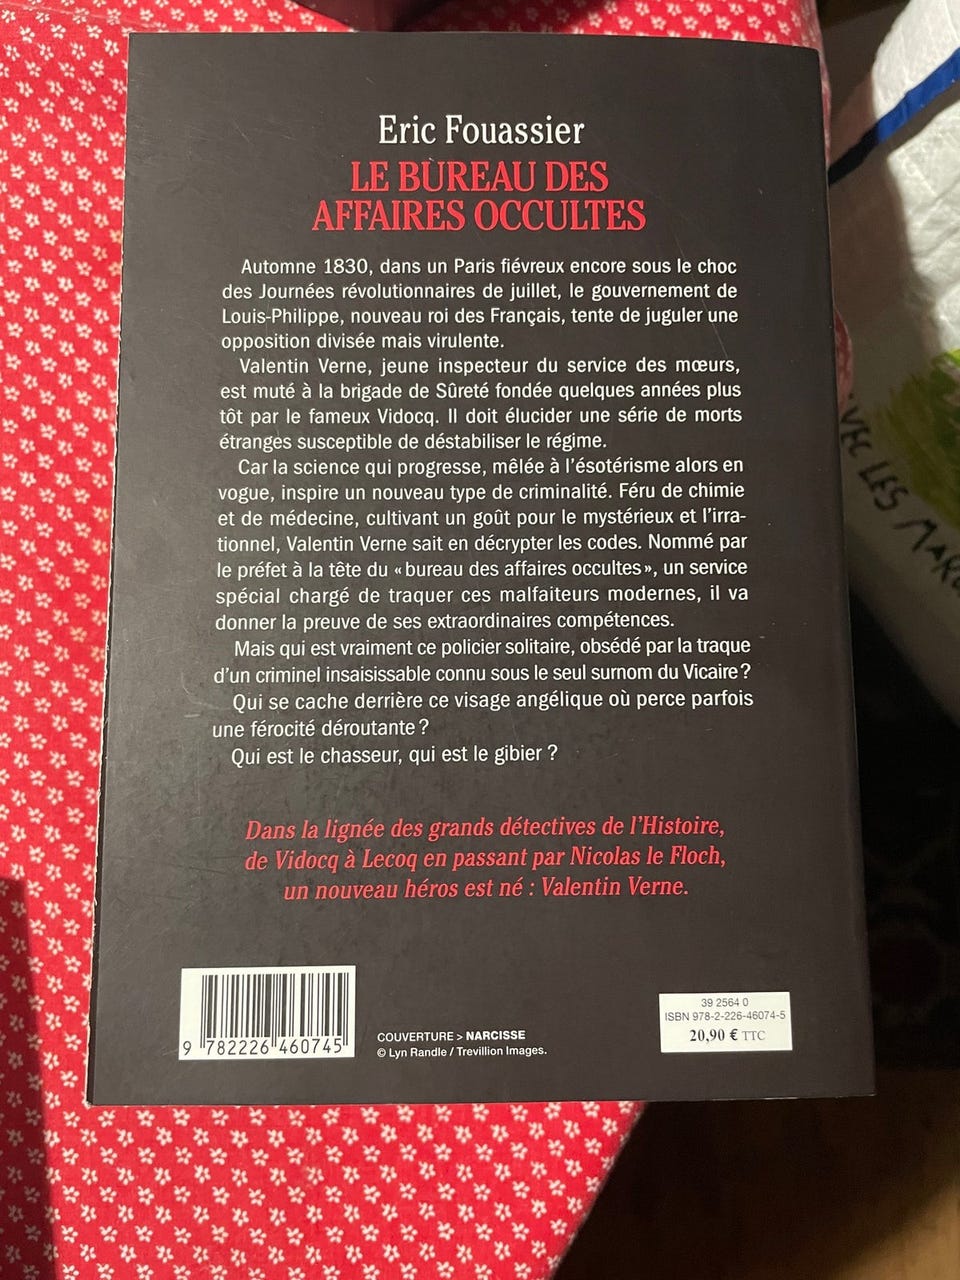 Eric Fouassier
LE BUREAU DES
AFFAIRES OCCULTES
Automne 1830, dans un Paris fiévreux encore sous le choc
des Journées révolutionnaires de juillet, le gouvernement de
Louis-Philippe, nouveau roi des Français, tente de juguler une
opposition divisée mais virulente.
Valentin Verne, jeune inspecteur du service des mœurs,
est muté à la brigade de Sûreté fondée quelques années plus
tôt par le fameux Vidocq. Il doit élucider une série de morts
étranges susceptible de déstabiliser le régime.
Car la science qui progresse, mêlée à l'ésotérisme alors en
vogue, inspire un nouveau type de criminalité. Féru de chimie
et de médecine, cultivant un goût pour le mystérieux et l'irra-
tionnel, Valentin Verne sait en décrypter les codes. Nommé par
le préfet à la tête du « bureau des affaires occultes », un service
spécial chargé de traquer ces malfaiteurs modernes, il va
donner la preuve de ses extraordinaires compétences.
Mais qui est vraiment ce policier solitaire, obsédé par la traque
d'un criminel insaisissable connu sous le seul surnom du Vicaire ?
Qui se cache derrière ce visage angélique où perce parfois
une férocité déroutante ?
Qui est le chasseur, qui est le gibier ?
Dans la lignée des grands détectives de l'Histoire,
de Vidocq à Lecoq en passant par Nicolas le Floch,
un nouveau héros est né : Valentin Verne.
9 782226 460745
COUVERTURE > NARCISSE
© Lyn Randle / Trevillion Images.
39 2564 0
ISBN 978-2-226-46074-5
20,90 € TTC
LES